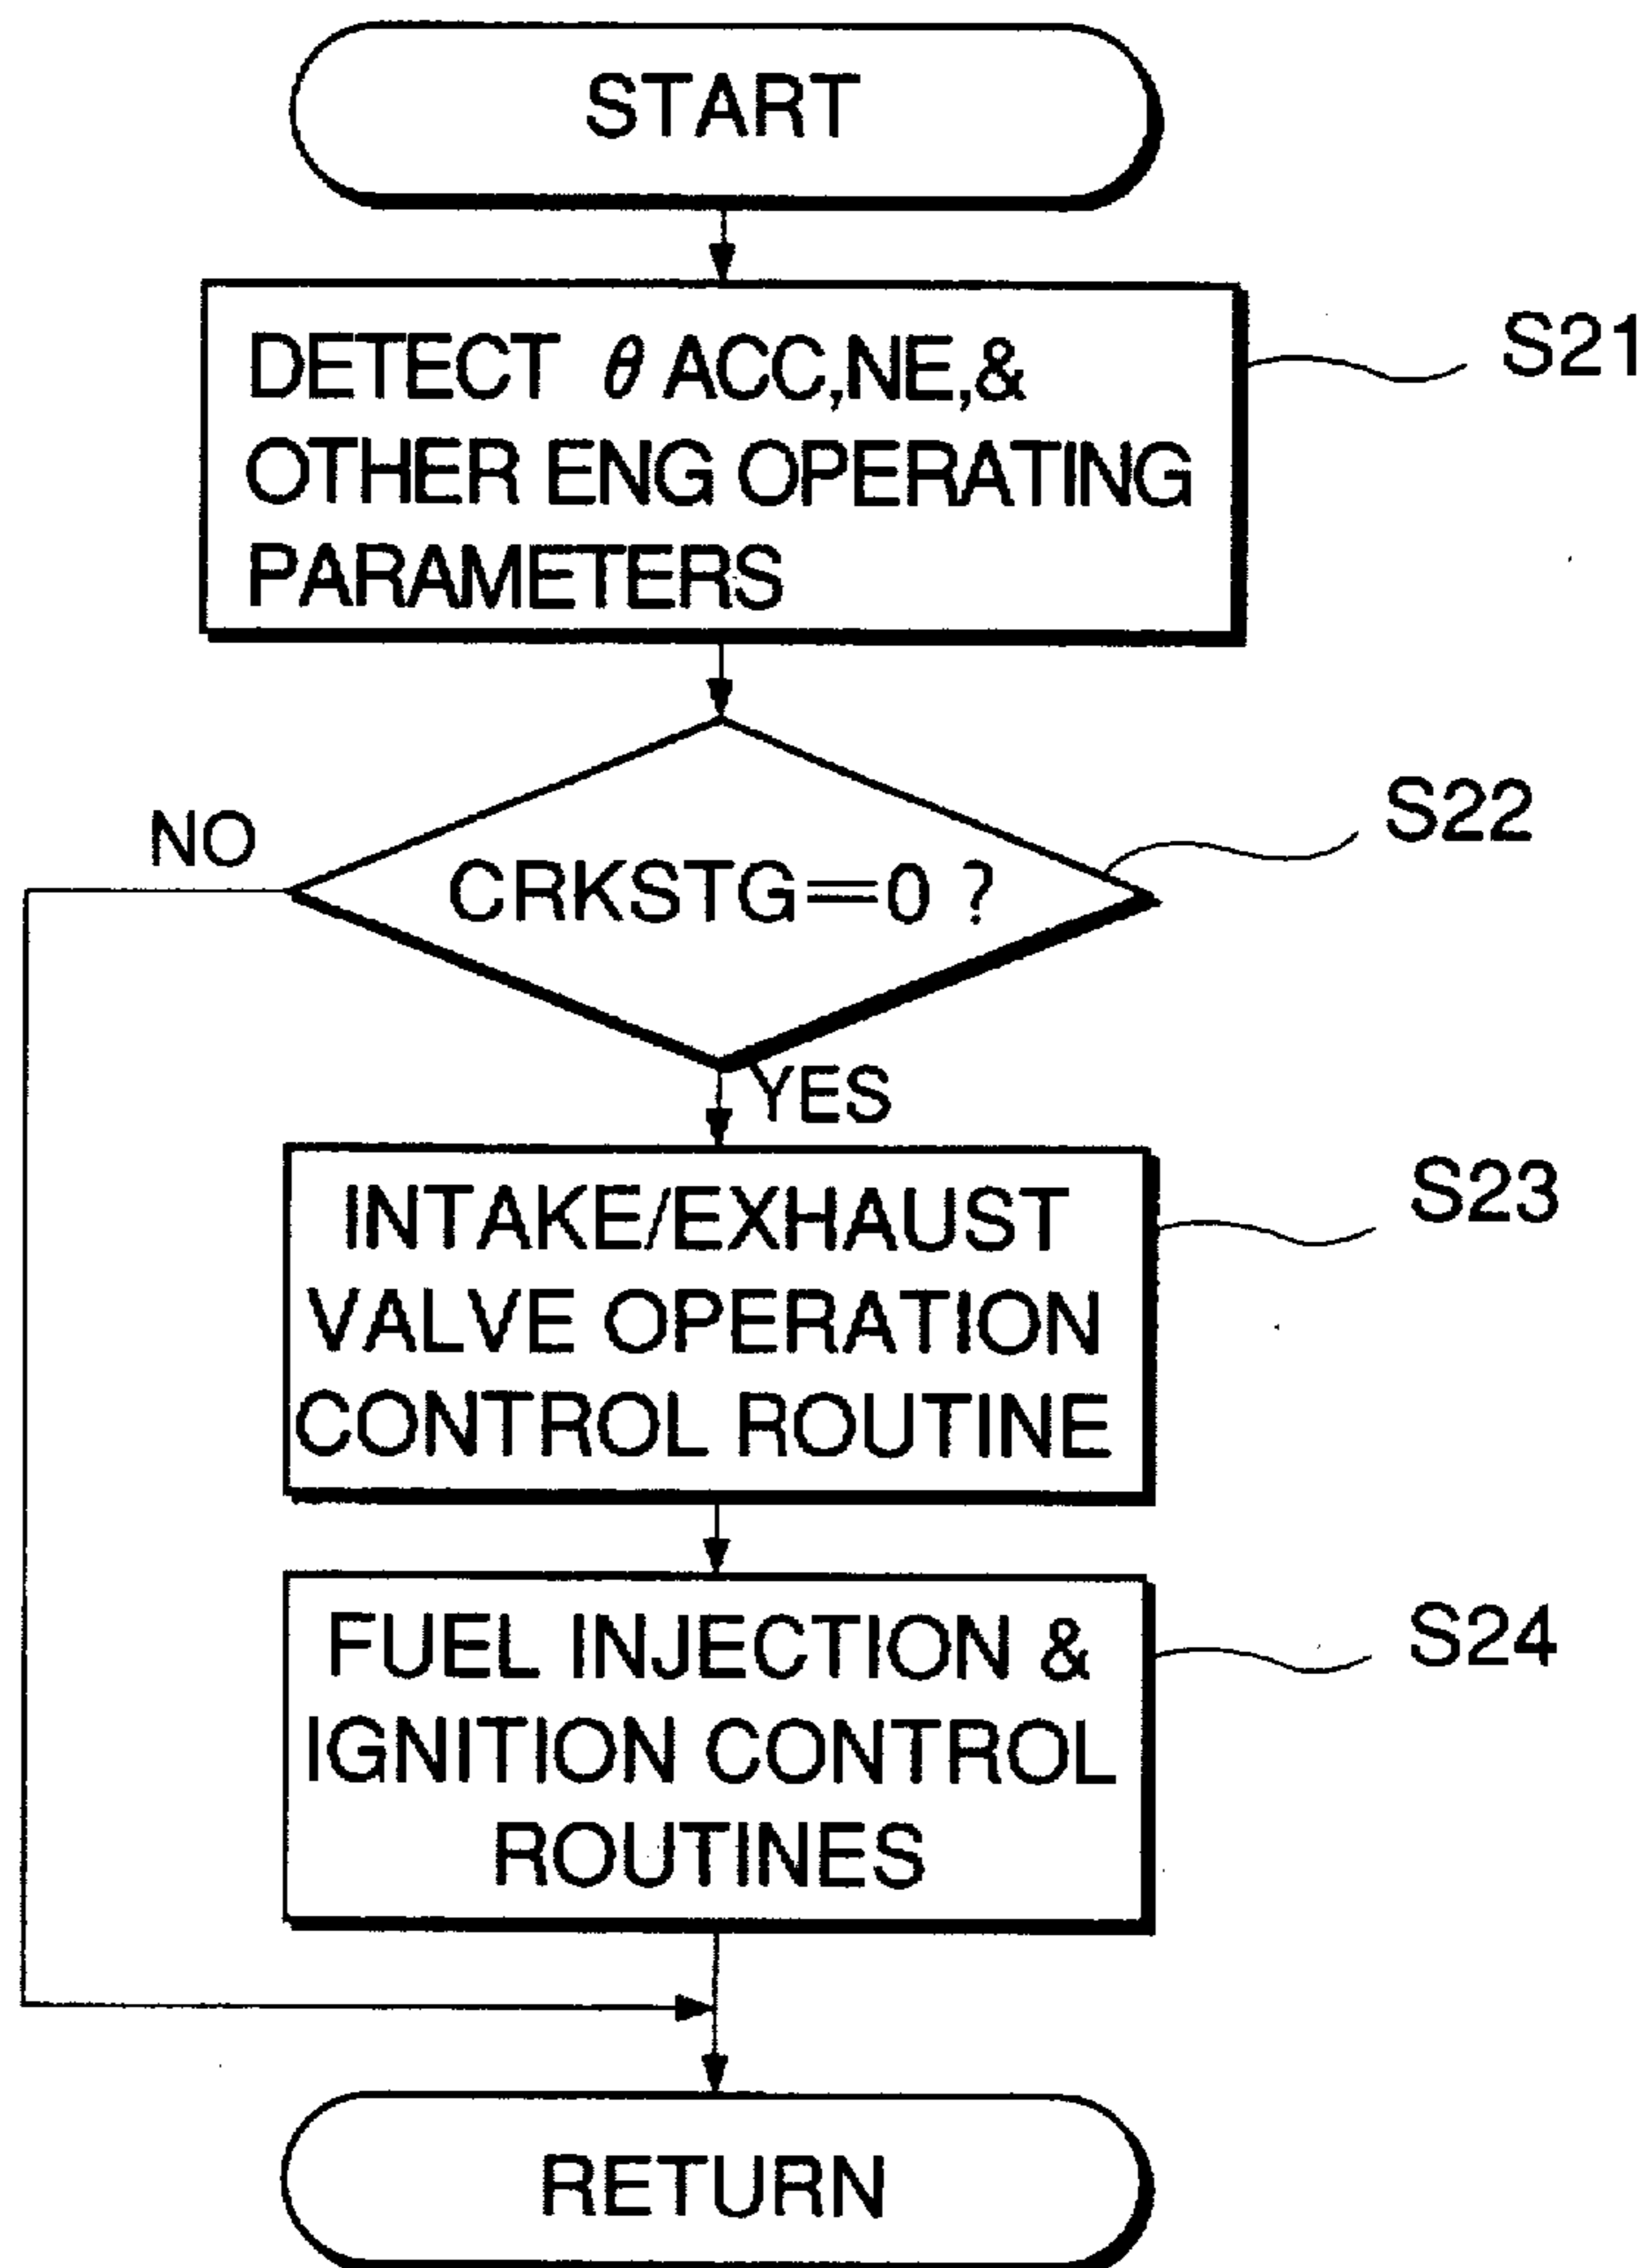 START
DETECT θ ACC,NE,&
OTHER ENG OPERATING
PARAMETERS
S21
CRKSTG=0 ?
S22
NO
YES
INTAKE/EXHAUST
VALVE OPERATION
CONTROL ROUTINE
S23
FUEL INJECTION &
IGNITION CONTROL
ROUTINES
S24
RETURN